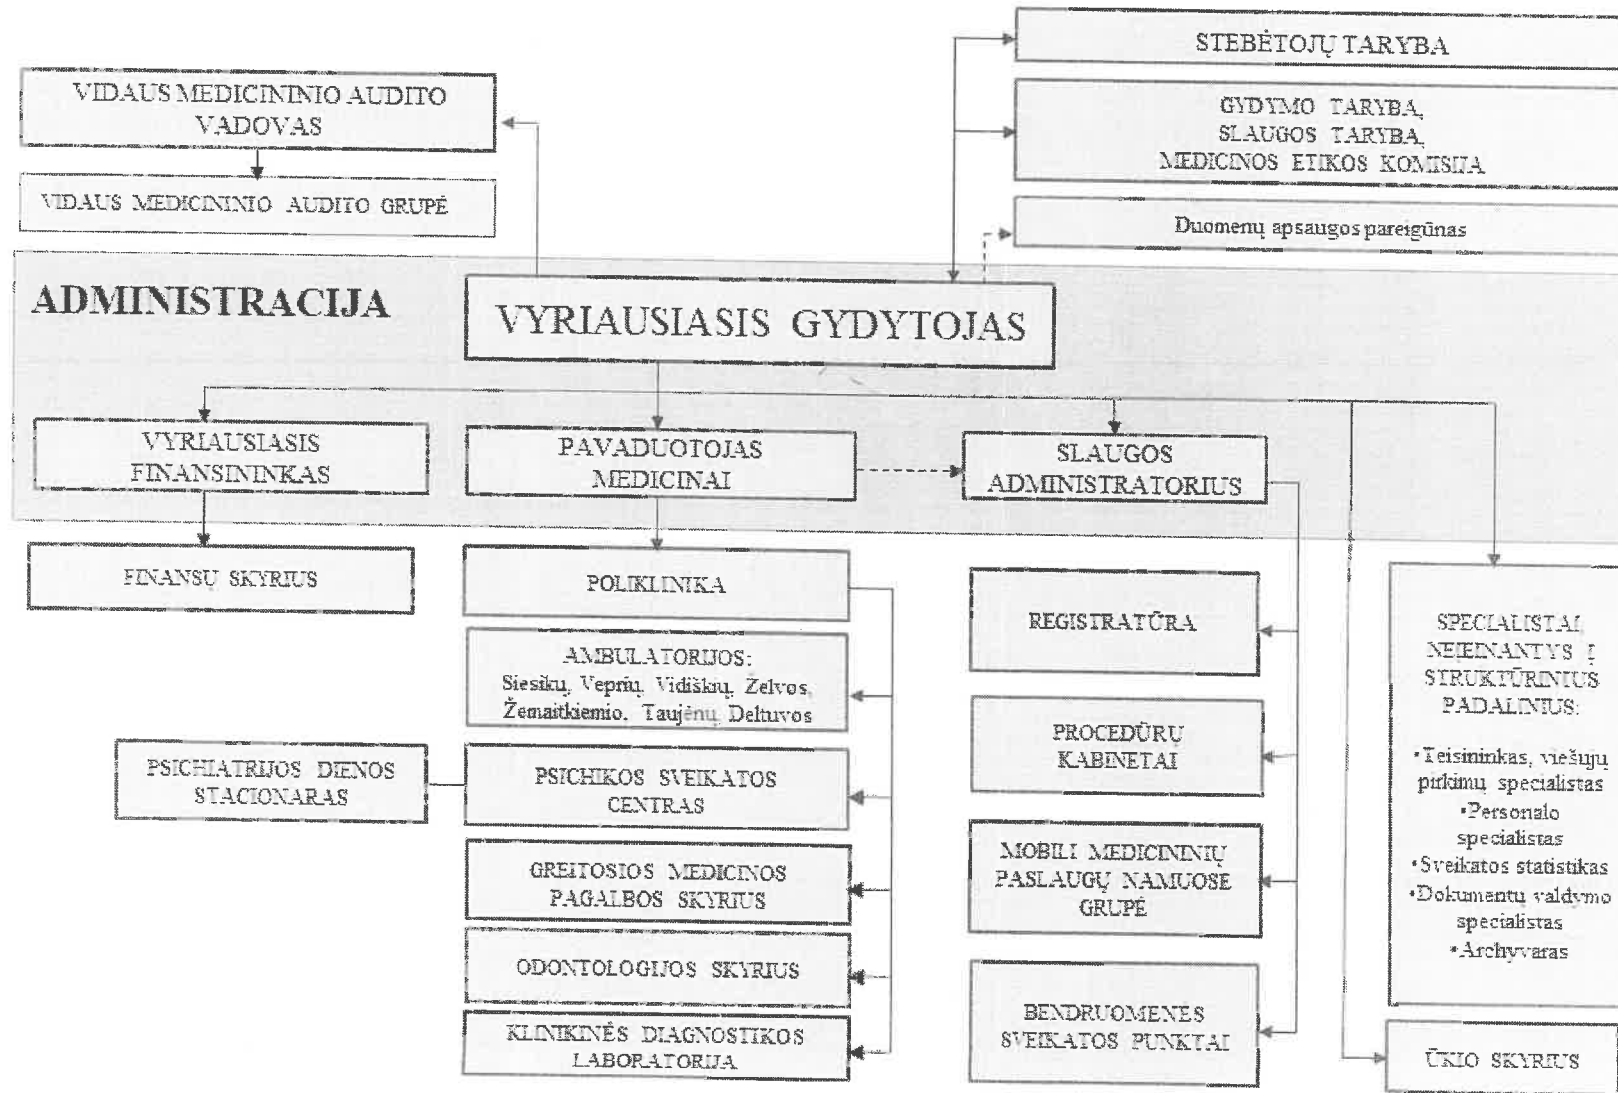 STEBĖTOJŲ TARYBA
VIDAUS MEDICININIO AUDITO
VADOVAS
GYDYMO TARYBA,
SLAUGOS TARYBA,
MEDICINOS ETIKOS KOMISIJA
VIDAUS MEDICININIO AUDITO GRUPĖ
Duomenų apsaugos pareigūnas
ADMINISTRACIJA
VYRIAUSIASIS GYDYTOJAS
VYRIAUSIASIS
FINANSININKAS
PAVADUOTOJAS
MEDICINAI
SLAUGOS
ADMINISTRATORIUS
FINANSŲ SKYRIUS
POLIKLINIKA
AMBULATORIJOS:
Siesikų, Veprių, Vidiškių, Želvos,
Žemaitkiemio, Taujėnų, Deltuvos
PSICHIATRIJOS DIENOS
STACIONARAS
PSICHIKOS SVEIKATOS
CENTRAS
GREITOSIOS MEDICINOS
PAGALBOS SKYRIUS
ODONTOLOGIJOS SKYRIUS
KLINIKINĖS DIAGNOSTIKOS
LABORATORIJA
REGISTRATŪRA
PROCEDŪRŲ
KABINETAI
MOBILI MEDICININIŲ
PASLAUGŲ NAMUOSE
GRUPĖ
BENDRUOMENĖS
SVEIKATOS PUNKTAI
SPECIALISTAI,
NEĮEINANTYS Į
STRUKTŪRINIUS
PADALINIUS:
•Teisininkas, viešųjų
pirkimų specialistas
•Personalo
specialistas
•Sveikatos statistikas
•Dokumentų valdymo
specialistas
•Archyvaras
ŪKIO SKYRIUS